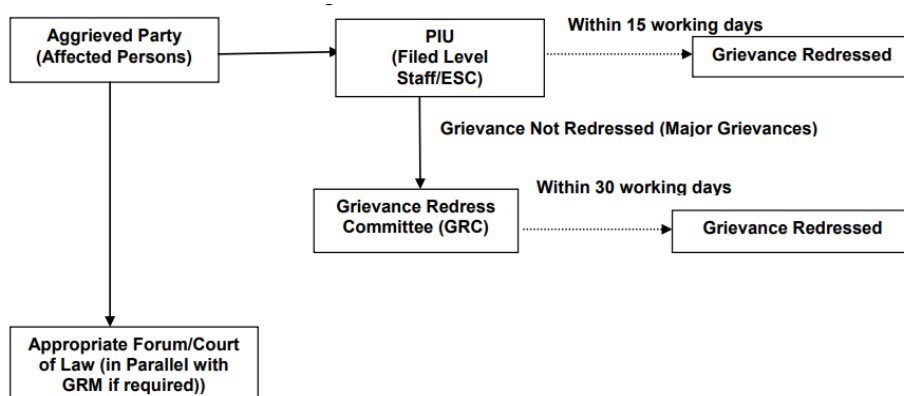 Aggrieved Party
(Affected Persons)
PIU
(Filed Level
Staff/ESC)
Within 15 working days
Grievance Redressed
Grievance Not Redressed (Major Grievances)
Grievance Redress
Committee (GRC)
Within 30 working days
Grievance Redressed
Appropriate Forum/Court
of Law (in Parallel with
GRM if required))